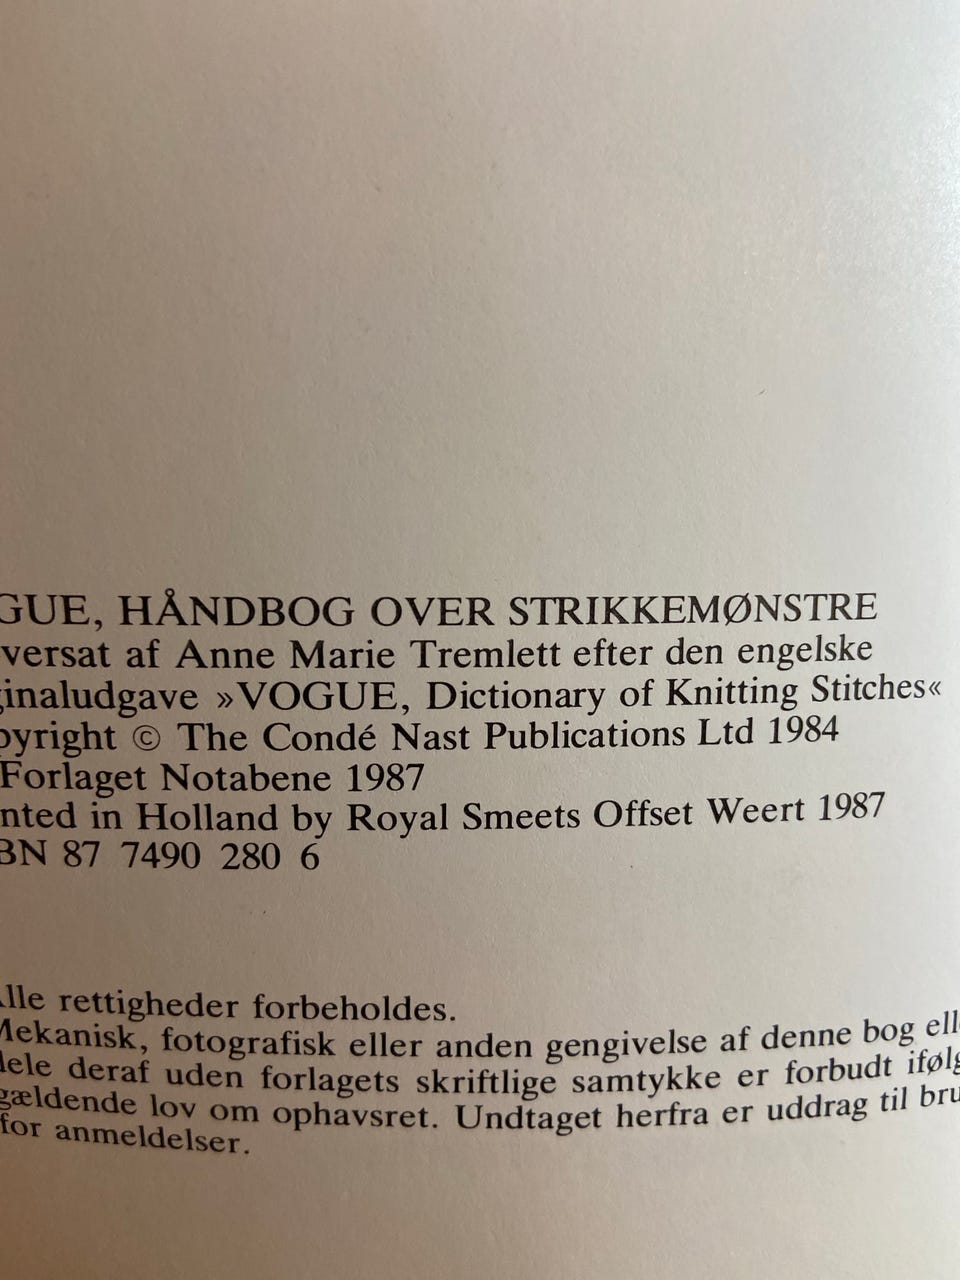 GUE, HÅNDBOG OVER STRIKKEMØNSTRE
versat af Anne Marie Tremlett efter den engelske
ginaludgave »VOGUE, Dictionary of Knitting Stitches«
pyright © The Condé Nast Publications Ltd 1984
Forlaget Notabene 1987
nted in Holland by Royal Smeets Offset Weert 1987
BN 87 7490 280 6
Alle rettigheder forbeholdes.
Mekanisk, fotografisk eller anden gengivelse af denne bog ell
dele deraf uden forlagets skriftlige samtykke er forbudt ifølg
gældende lov om ophavsret. Undtaget herfra er uddrag til bru
for anmeldelser.